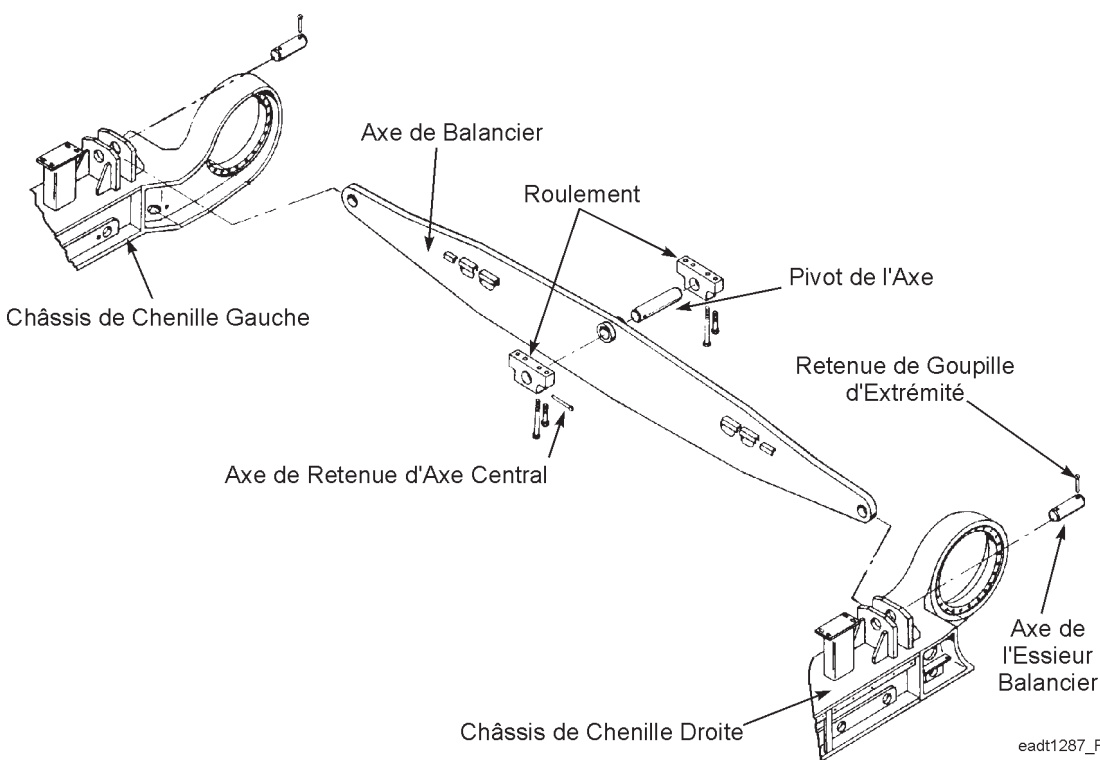 Axe de Balancier
Roulement
Pivot de l'Axe
Châssis de Chenille Gauche
Retenue de Goupille
d'Extrémité
Axe de Retenue d'Axe Central
Axe de
l'Essieur
Balancier
Châssis de Chenille Droite
eadt1287_F